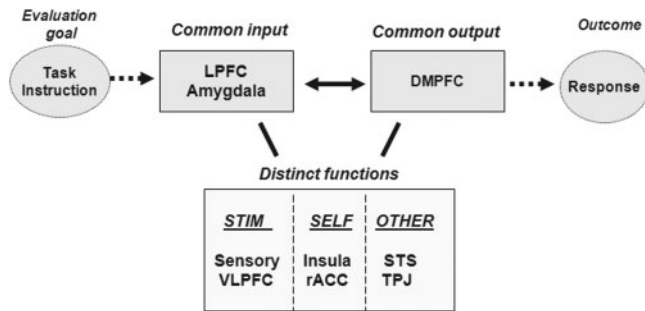 Evaluation
goal
Common input
Common output
Outcome
Task
Instruction
LPFC
Amygdala
DMPFC
Response
Distinct functions
STIM
SELF
OTHER
Sensory
VLPFC
Insula
rACC
STS
TPJ